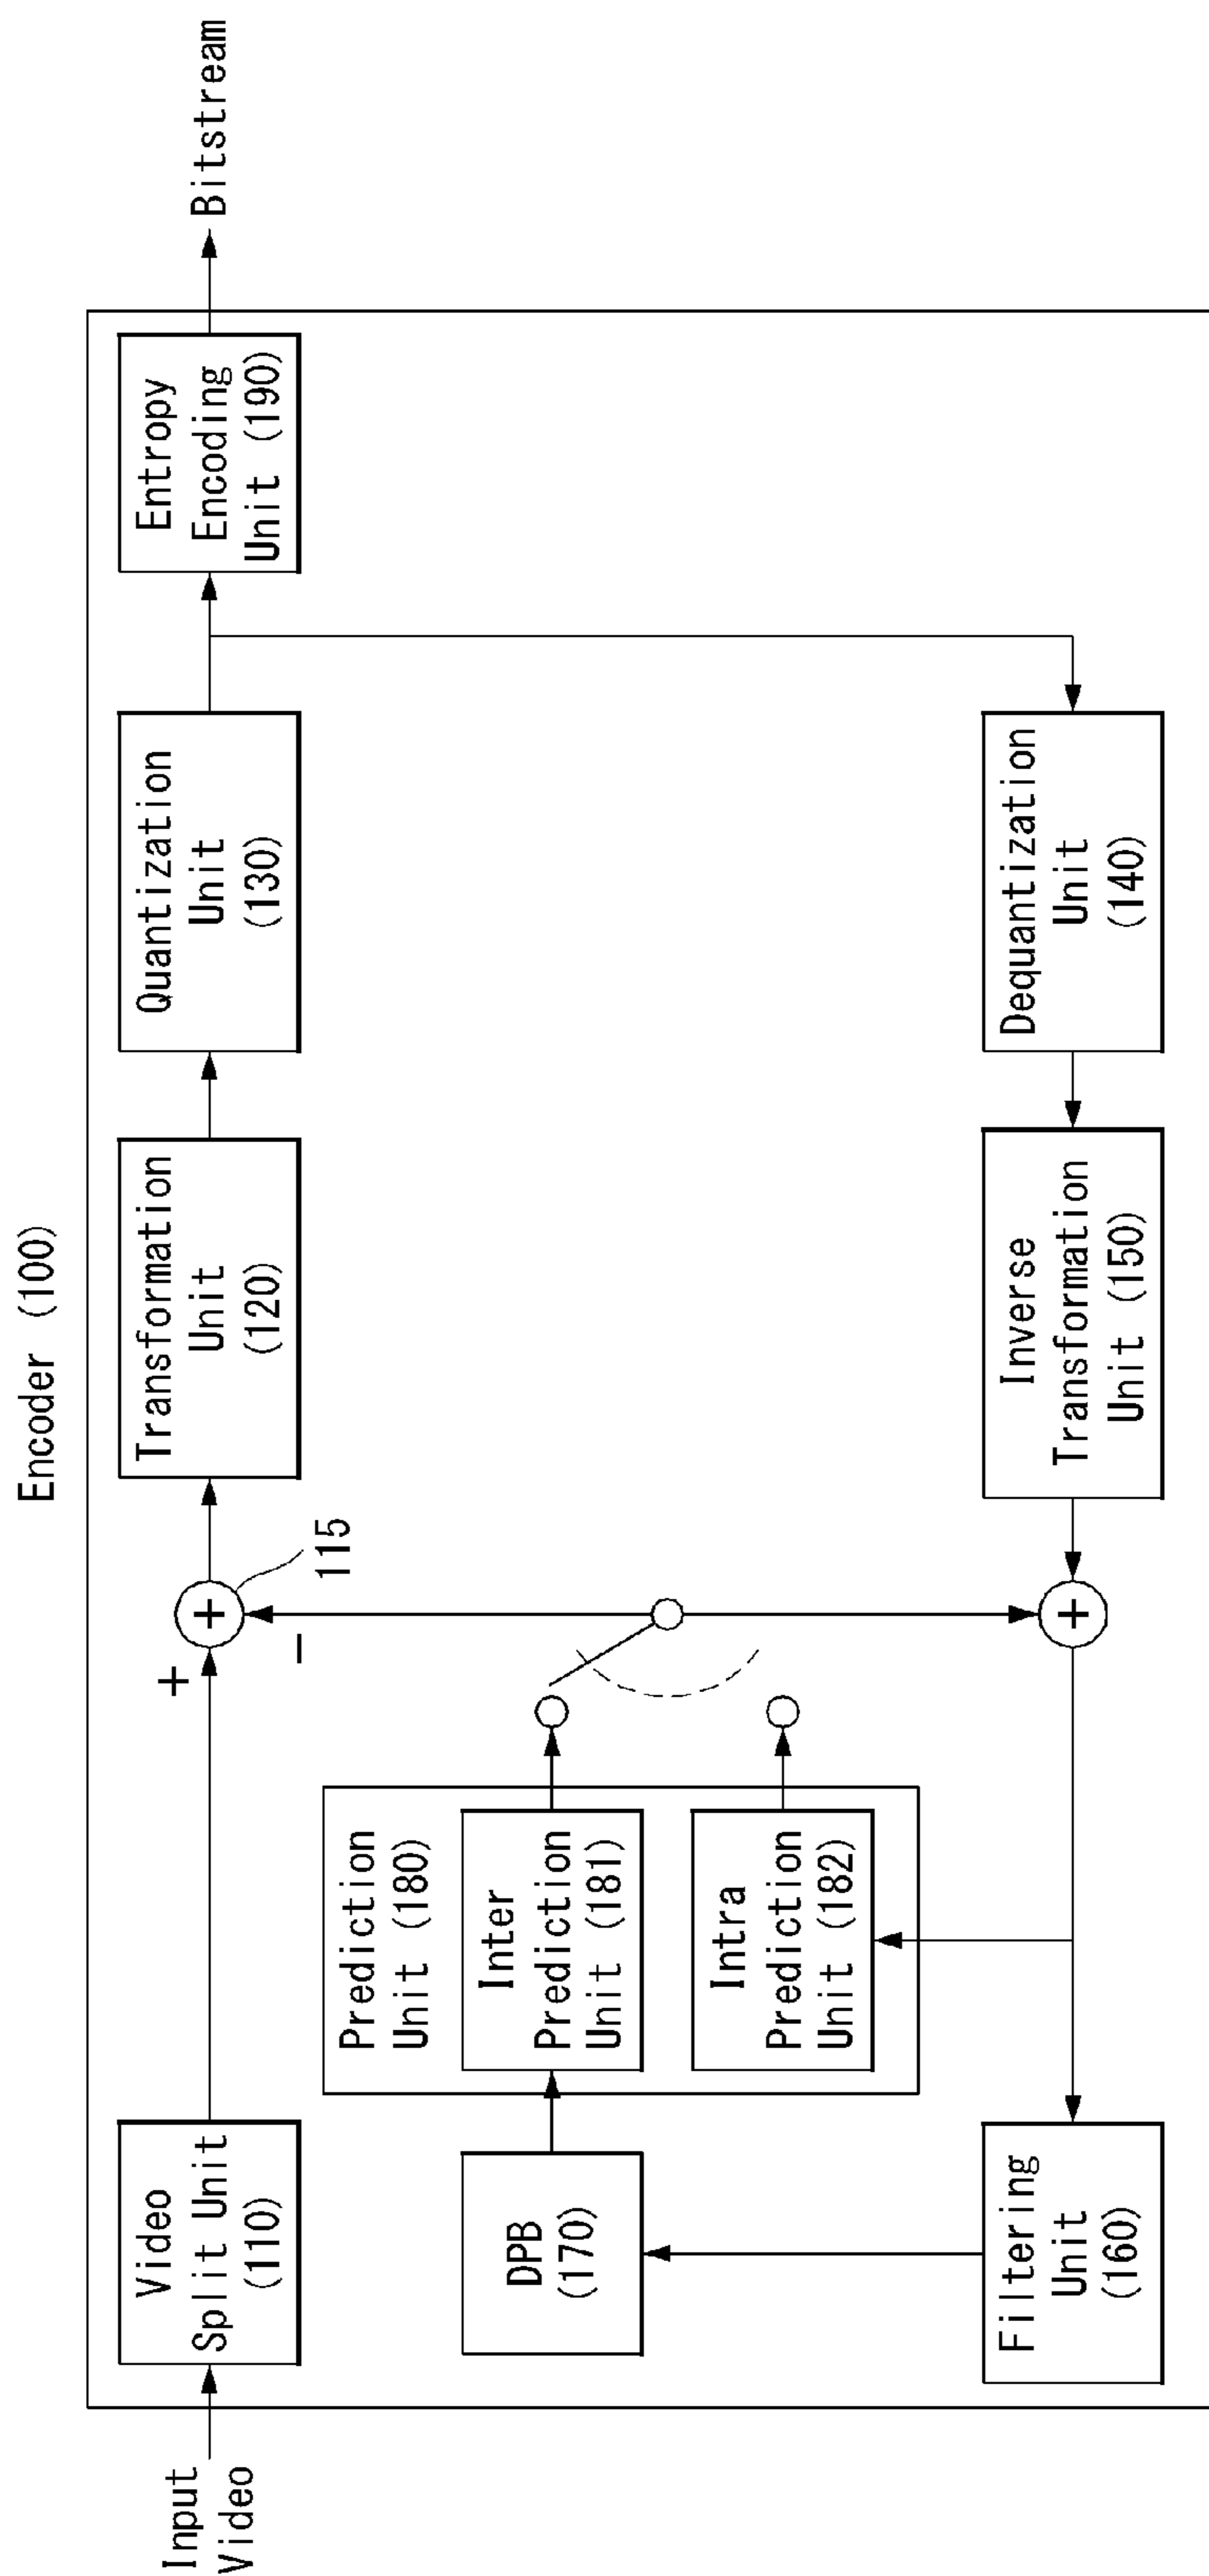 Encoder (100)
Input
Video
Video
Split Unit
(110)
+
−
+
115
Transformation
Unit
(120)
Quantization
Unit
(130)
Entropy
Encoding
Unit (190)
Bitstream
Prediction
Unit (180)
DPB
(170)
Inter
Prediction
Unit (181)
Intra
Prediction
Unit (182)
Filtering
Unit
(160)
+
Inverse
Transformation
Unit (150)
Dequantization
Unit
(140)